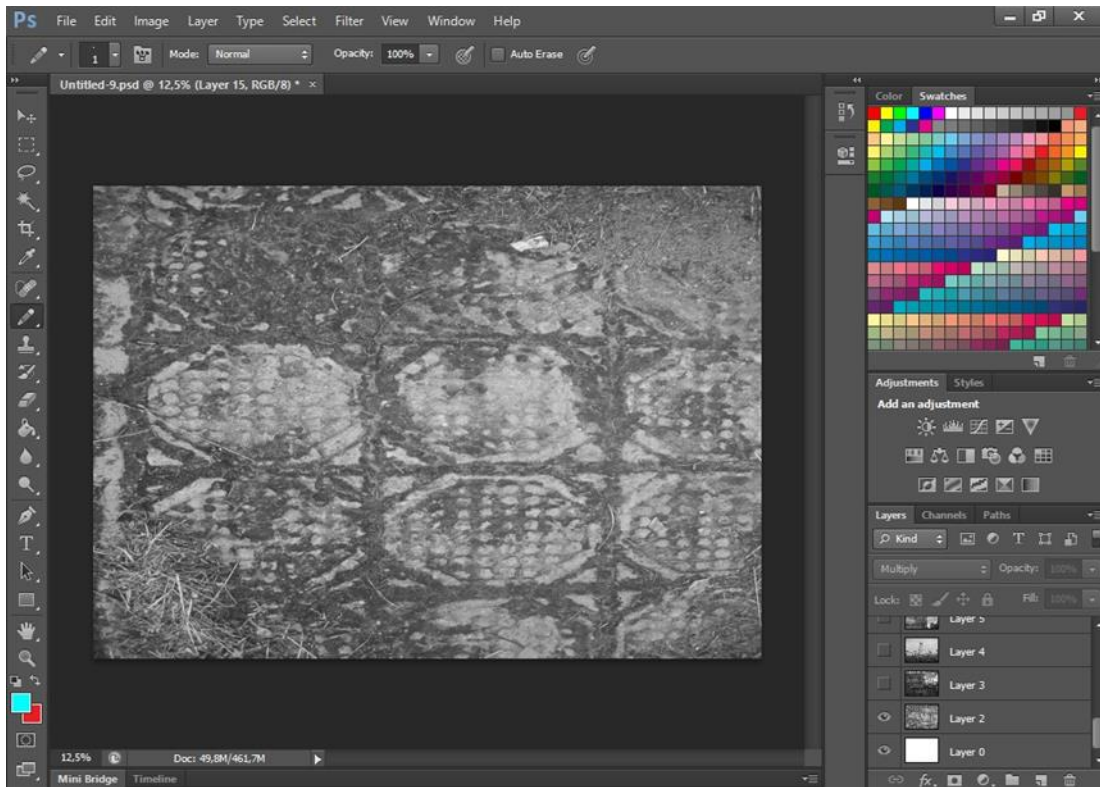 Ps File Edit Image Layer Type Select Filter View Window Help
1 Mode: Normal Opacity: 100% Auto Erase
Untitled-9.psd @ 12,5% (Layer 15, RGB/8) * ×
Color Swatches
Adjustments Styles
Add an adjustment
Layers Channels Paths
Kind T
Multiply Opacity: 100%
Lock: Fill: 100%
Layer 5
Layer 4
Layer 3
Layer 2
Layer 0
fx
12,5% Doc: 49,8M/461,7M
Mini Bridge Timeline